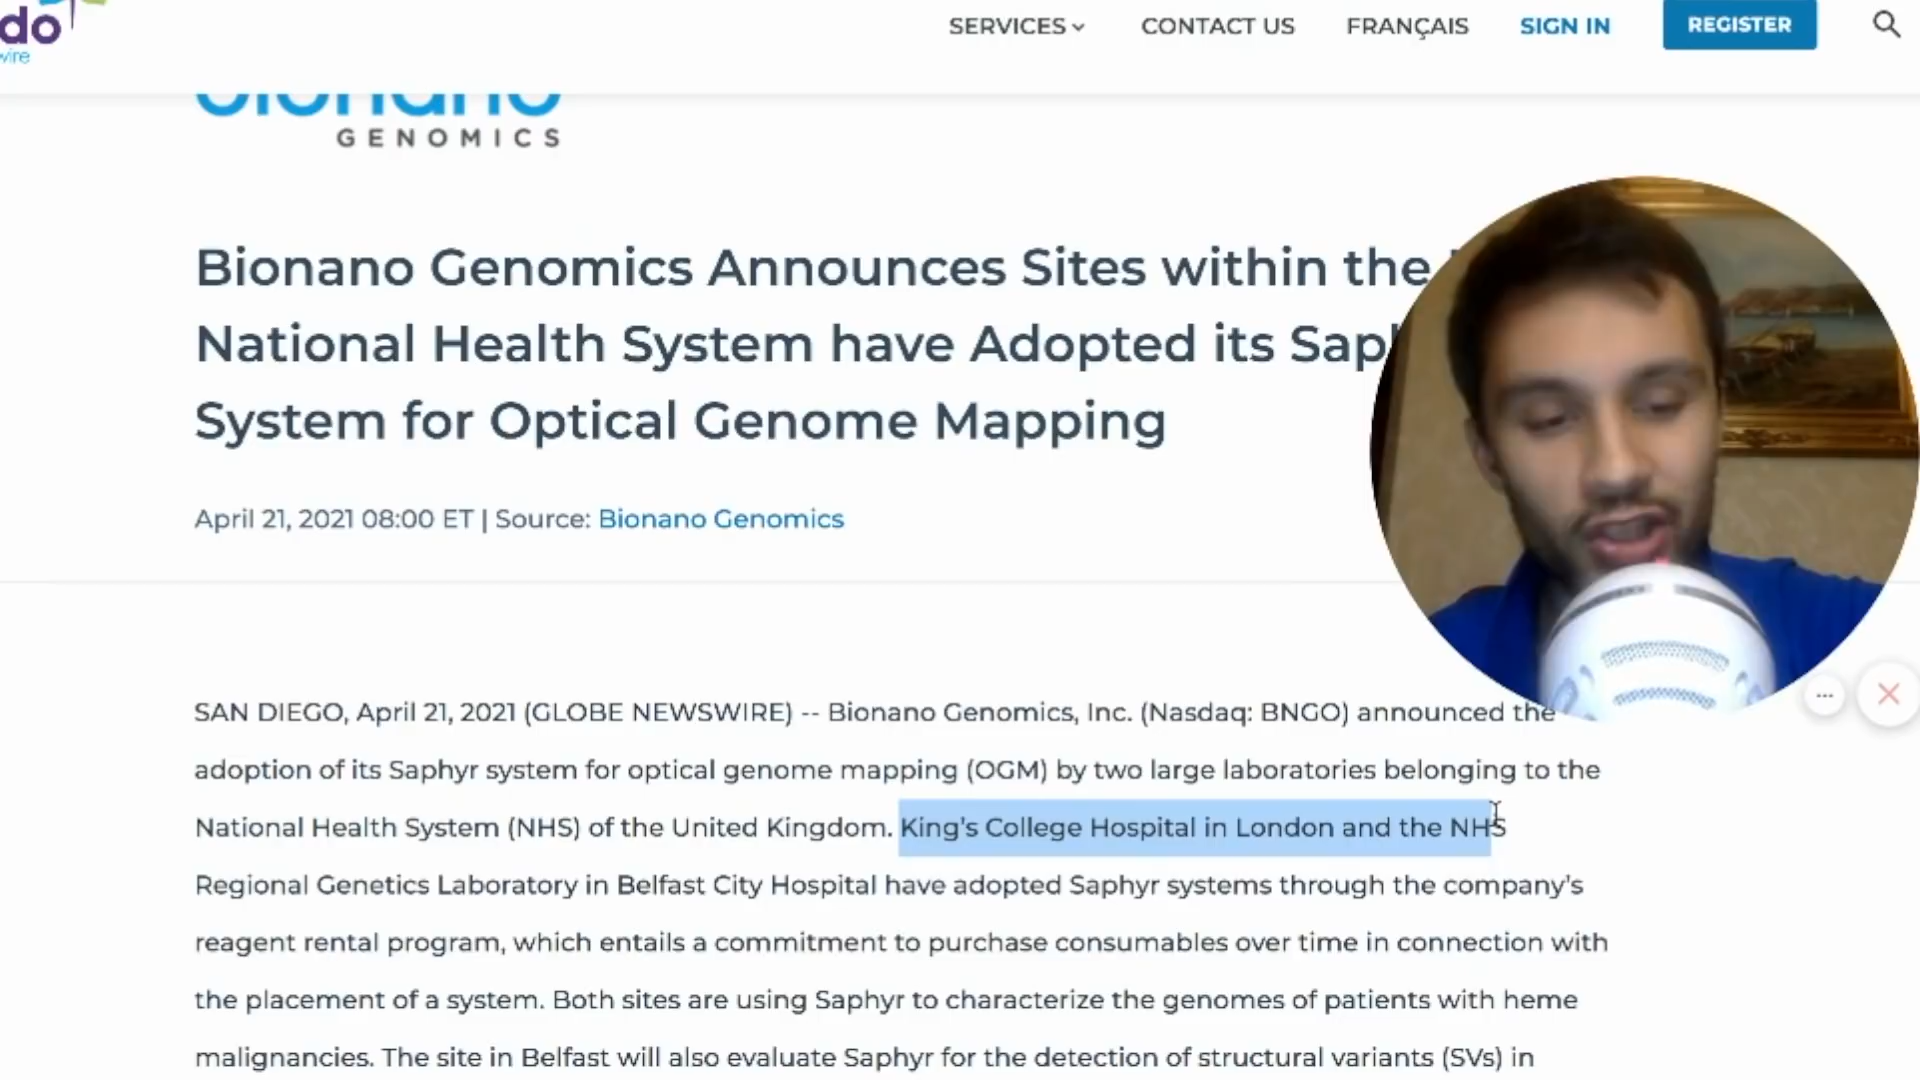 do
wire
SERVICES
CONTACT US
FRANÇAIS
SIGN IN
REGISTER
bionano
GENOMICS
Bionano Genomics Announces Sites within the
National Health System have Adopted its Saph
System for Optical Genome Mapping
April 21, 2021 08:00 ET | Source: Bionano Genomics
SAN DIEGO, April 21, 2021 (GLOBE NEWSWIRE) -- Bionano Genomics, Inc. (Nasdaq: BNGO) announced the
adoption of its Saphyr system for optical genome mapping (OGM) by two large laboratories belonging to the
National Health System (NHS) of the United Kingdom. King’s College Hospital in London and the NHS
Regional Genetics Laboratory in Belfast City Hospital have adopted Saphyr systems through the company’s
reagent rental program, which entails a commitment to purchase consumables over time in connection with
the placement of a system. Both sites are using Saphyr to characterize the genomes of patients with heme
malignancies. The site in Belfast will also evaluate Saphyr for the detection of structural variants (SVs) in